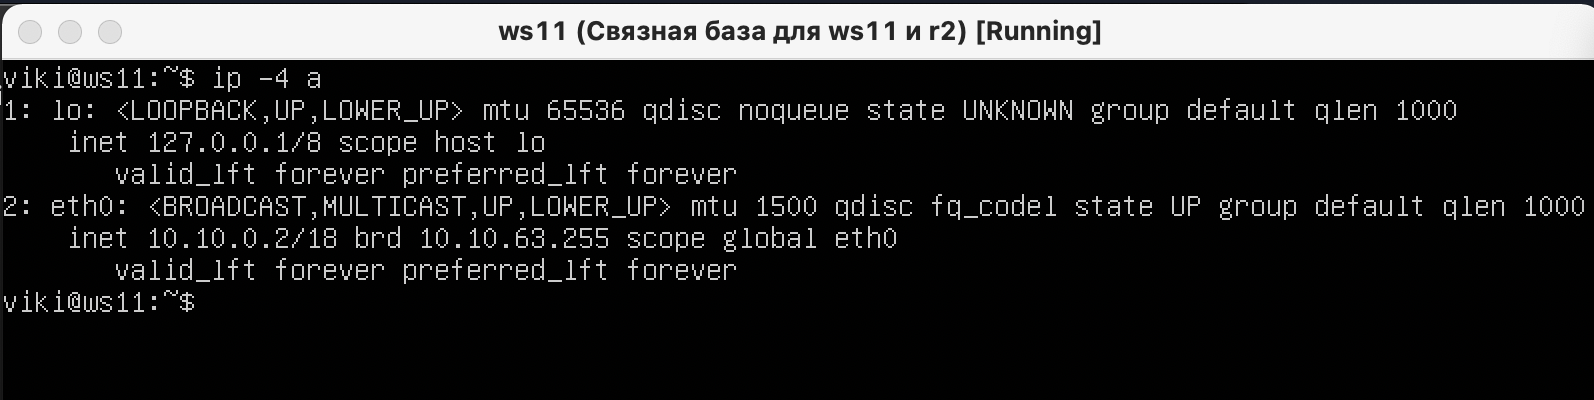 ws11 (Связная база для ws11 и r2) [Running]
viki@ws11:~$ ip -4 a
1: lo: <LOOPBACK,UP,LOWER_UP> mtu 65536 qdisc noqueue state UNKNOWN group default qlen 1000
    inet 127.0.0.1/8 scope host lo
       valid_lft forever preferred_lft forever
2: eth0: <BROADCAST,MULTICAST,UP,LOWER_UP> mtu 1500 qdisc fq_codel state UP group default qlen 1000
    inet 10.10.0.2/18 brd 10.10.63.255 scope global eth0
       valid_lft forever preferred_lft forever
viki@ws11:~$